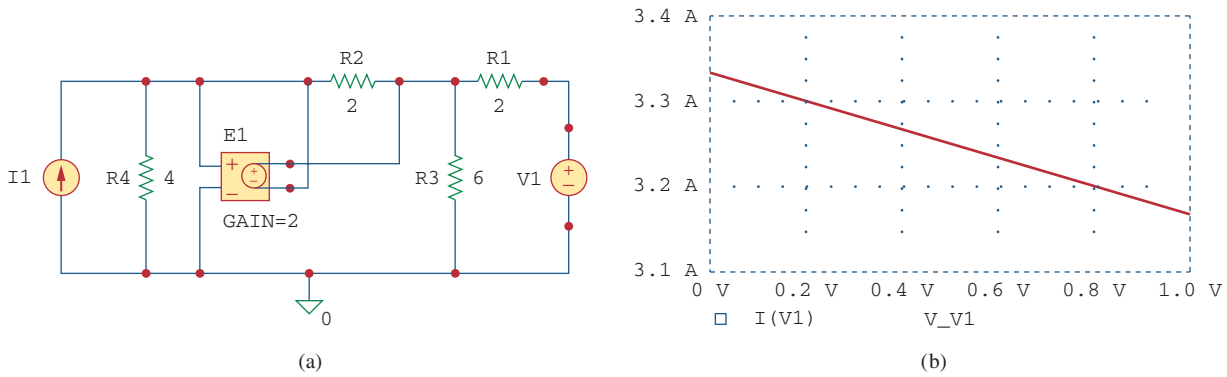 R2
R1
2
2
E1
+
−
+
−
I1
R4
4
R3
6
V1
+
−
GAIN=2
0
(a)
3.4 A
3.3 A
3.2 A
3.1 A
0 V
0.2 V
0.4 V
0.6 V
0.8 V
1.0 V
I(V1)
V_V1
(b)